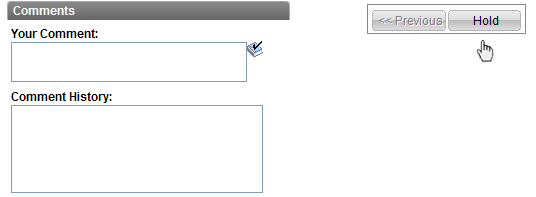 Comments
Your Comment:
Comment History:
<< Previous
Hold